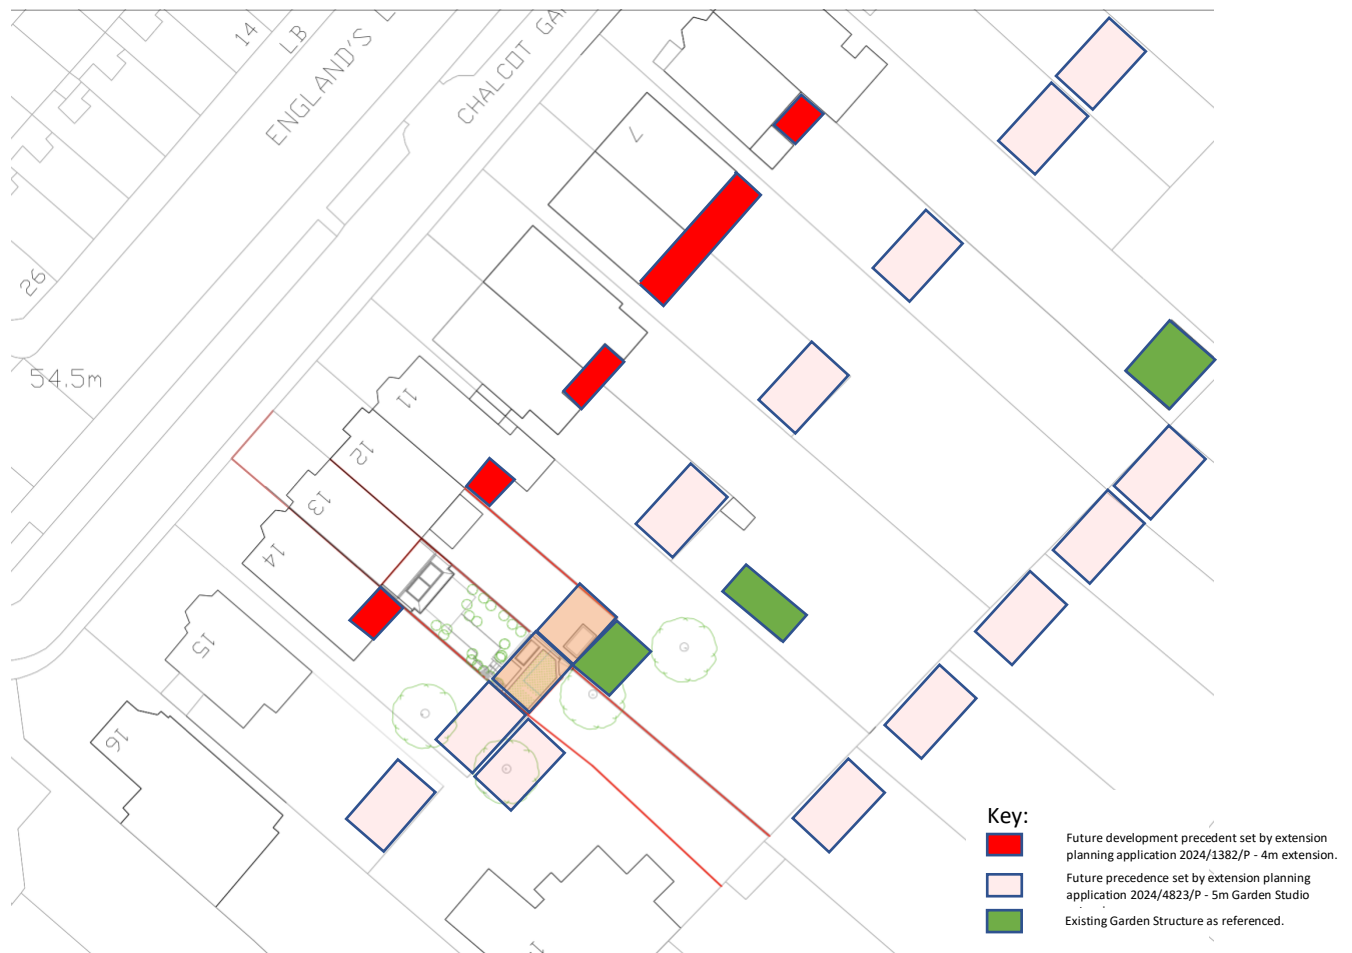 14
LB
ENGLAND'S
CHALCOT GA
7
26
54.5m
11
12
13
14
15
16
Key:
Future development precedent set by extension
planning application 2024/1382/P - 4m extension.
Future precedence set by extension planning
application 2024/4823/P - 5m Garden Studio
Existing Garden Structure as referenced.